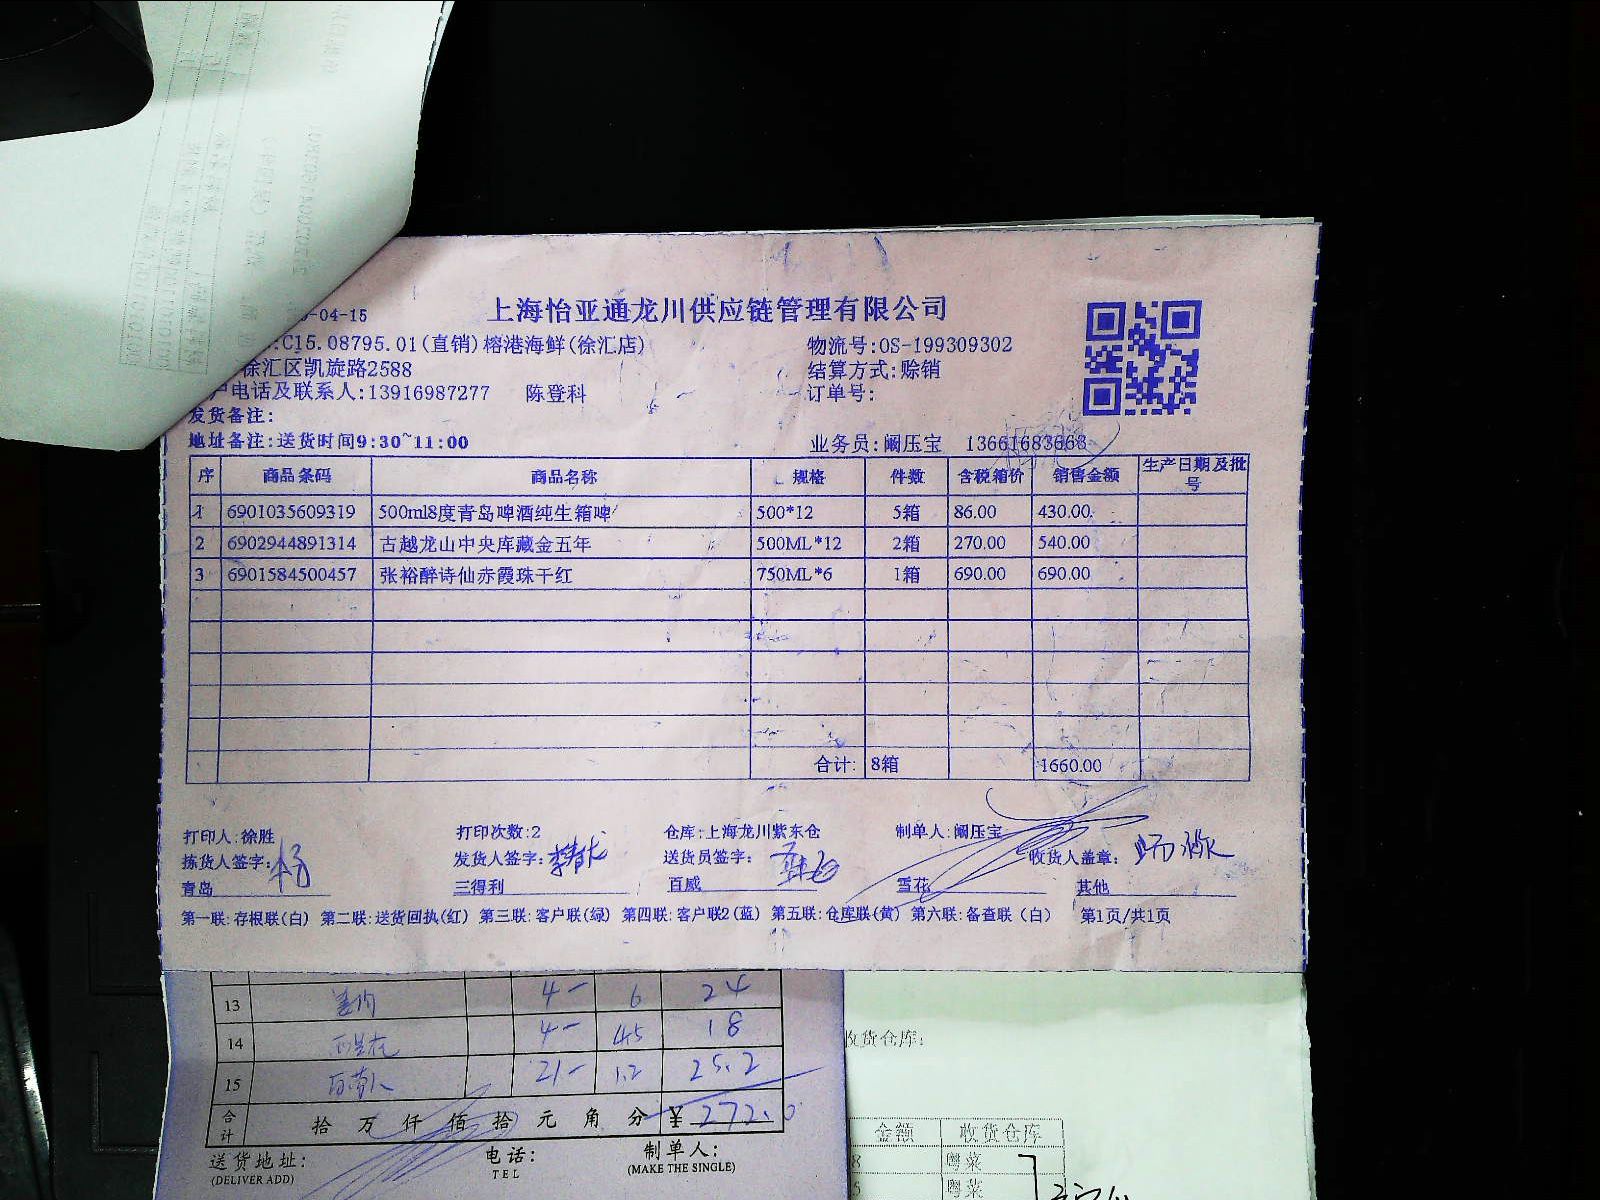 -04-15
上海怡亚通龙川供应链管理有限公司
C15.08795.01(直销)榕港海鲜(徐汇店)
物流号:OS-199309302
徐汇区凯旋路2588
结算方式:赊销
户电话及联系人:13916987277 陈登科
订单号:
发货备注:
地址备注:送货时间9:30~11:00
业务员:阚压宝 13661683668
序 商品条码 商品名称 规格 件数 含税箱价 销售金额 生产日期及批号
1 6901035609319 500ml8度青岛啤酒纯生箱啤 500*12 5箱 86.00 430.00
2 6902944891314 古越龙山中央库藏金五年 500ML*12 2箱 270.00 540.00
3 6901584500457 张裕醉诗仙赤霞珠干红 750ML*6 1箱 690.00 690.00
合计: 8箱 1660.00
打印人:徐胜 打印次数:2 仓库:上海龙川紫东仓 制单人:阚压宝
拣货人签字: 发货人签字: 送货员签字: 收货人盖章:
青岛 三得利 百威 雪花 其他
第一联:存根联(白) 第二联:送货回执(红) 第三联:客户联(绿) 第四联:客户联2(蓝) 第五联:仓库联(黄) 第六联:备查联(白) 第1页/共1页
13 4- 6 24
14 4- 4.5 18
15 21- 1.2 25.2
合计 拾 万 仟 佰 拾 元 角 分 ¥ 272.0
送货地址: 电话: 制单人:
(DELIVER ADD) TEL (MAKE THE SINGLE)
收货仓库:
金额 收货仓库
8 粤菜
5 粤菜